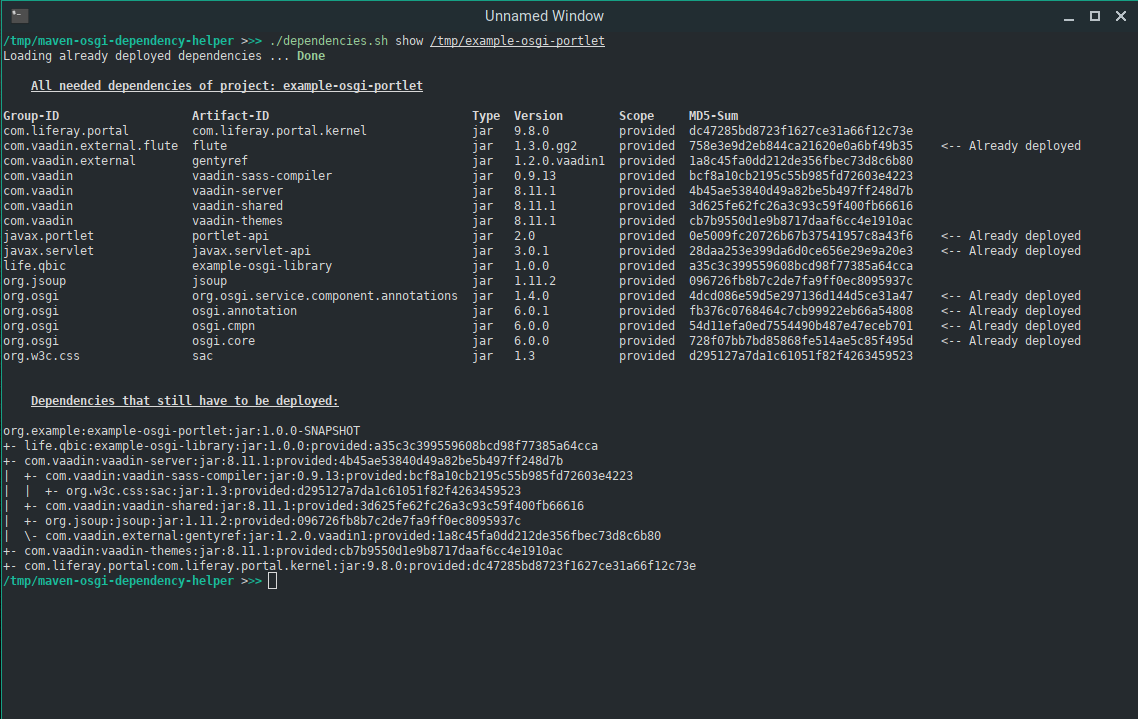 Unnamed Window
/tmp/maven-osgi-dependency-helper >>> ./dependencies.sh show /tmp/example-osgi-portlet
Loading already deployed dependencies ... Done
All needed dependencies of project: example-osgi-portlet
Group-ID Artifact-ID Type Version Scope MD5-Sum
com.liferay.portal com.liferay.portal.kernel jar 9.8.0 provided dc47285bd8723f1627ce31a66f12c73e
com.vaadin.external.flute flute jar 1.3.0.gg2 provided 758e3e9d2eb844ca21620e0a6bf49b35 <-- Already deployed
com.vaadin.external gentyref jar 1.2.0.vaadin1 provided 1a8c45fa0dd212de356fbec73d8c6b80
com.vaadin vaadin-sass-compiler jar 0.9.13 provided bcf8a10cb2195c55b985fd72603e4223
com.vaadin vaadin-server jar 8.11.1 provided 4b45ae53840d49a82be5b497ff248d7b
com.vaadin vaadin-shared jar 8.11.1 provided 3d625fe62fc26a3c93c59f400fb66616
com.vaadin vaadin-themes jar 8.11.1 provided cb7b9550d1e9b8717daaf6cc4e1910ac
javax.portlet portlet-api jar 2.0 provided 0e5009fc20726b67b37541957c8a43f6 <-- Already deployed
javax.servlet javax.servlet-api jar 3.0.1 provided 28daa253e399da6d0ce656e29e9a20e3 <-- Already deployed
life.qbic example-osgi-library jar 1.0.0 provided a35c3c399559608bcd98f77385a64cca
org.jsoup jsoup jar 1.11.2 provided 096726fb8b7c2de7fa9ff0ec8095937c
org.osgi org.osgi.service.component.annotations jar 1.4.0 provided 4dcd086e59d5e297136d144d5ce31a47 <-- Already deployed
org.osgi osgi.annotation jar 6.0.1 provided fb376c0768464c7cb99922eb66a54808 <-- Already deployed
org.osgi osgi.cmpn jar 6.0.0 provided 54d11efa0ed7554490b487e47eceb701 <-- Already deployed
org.osgi osgi.core jar 6.0.0 provided 728f07bb7bd85868fe514ae5c85f495d <-- Already deployed
org.w3c.css sac jar 1.3 provided d295127a7da1c61051f82f4263459523
Dependencies that still have to be deployed:
org.example:example-osgi-portlet:jar:1.0.0-SNAPSHOT
+- life.qbic:example-osgi-library:jar:1.0.0:provided:a35c3c399559608bcd98f77385a64cca
+- com.vaadin:vaadin-server:jar:8.11.1:provided:4b45ae53840d49a82be5b497ff248d7b
|  +- com.vaadin:vaadin-sass-compiler:jar:0.9.13:provided:bcf8a10cb2195c55b985fd72603e4223
|  |  +- org.w3c.css:sac:jar:1.3:provided:d295127a7da1c61051f82f4263459523
|  +- com.vaadin:vaadin-shared:jar:8.11.1:provided:3d625fe62fc26a3c93c59f400fb66616
|  +- org.jsoup:jsoup:jar:1.11.2:provided:096726fb8b7c2de7fa9ff0ec8095937c
|  \- com.vaadin.external:gentyref:jar:1.2.0.vaadin1:provided:1a8c45fa0dd212de356fbec73d8c6b80
+- com.vaadin:vaadin-themes:jar:8.11.1:provided:cb7b9550d1e9b8717daaf6cc4e1910ac
+- com.liferay.portal:com.liferay.portal.kernel:jar:9.8.0:provided:dc47285bd8723f1627ce31a66f12c73e
/tmp/maven-osgi-dependency-helper >>>